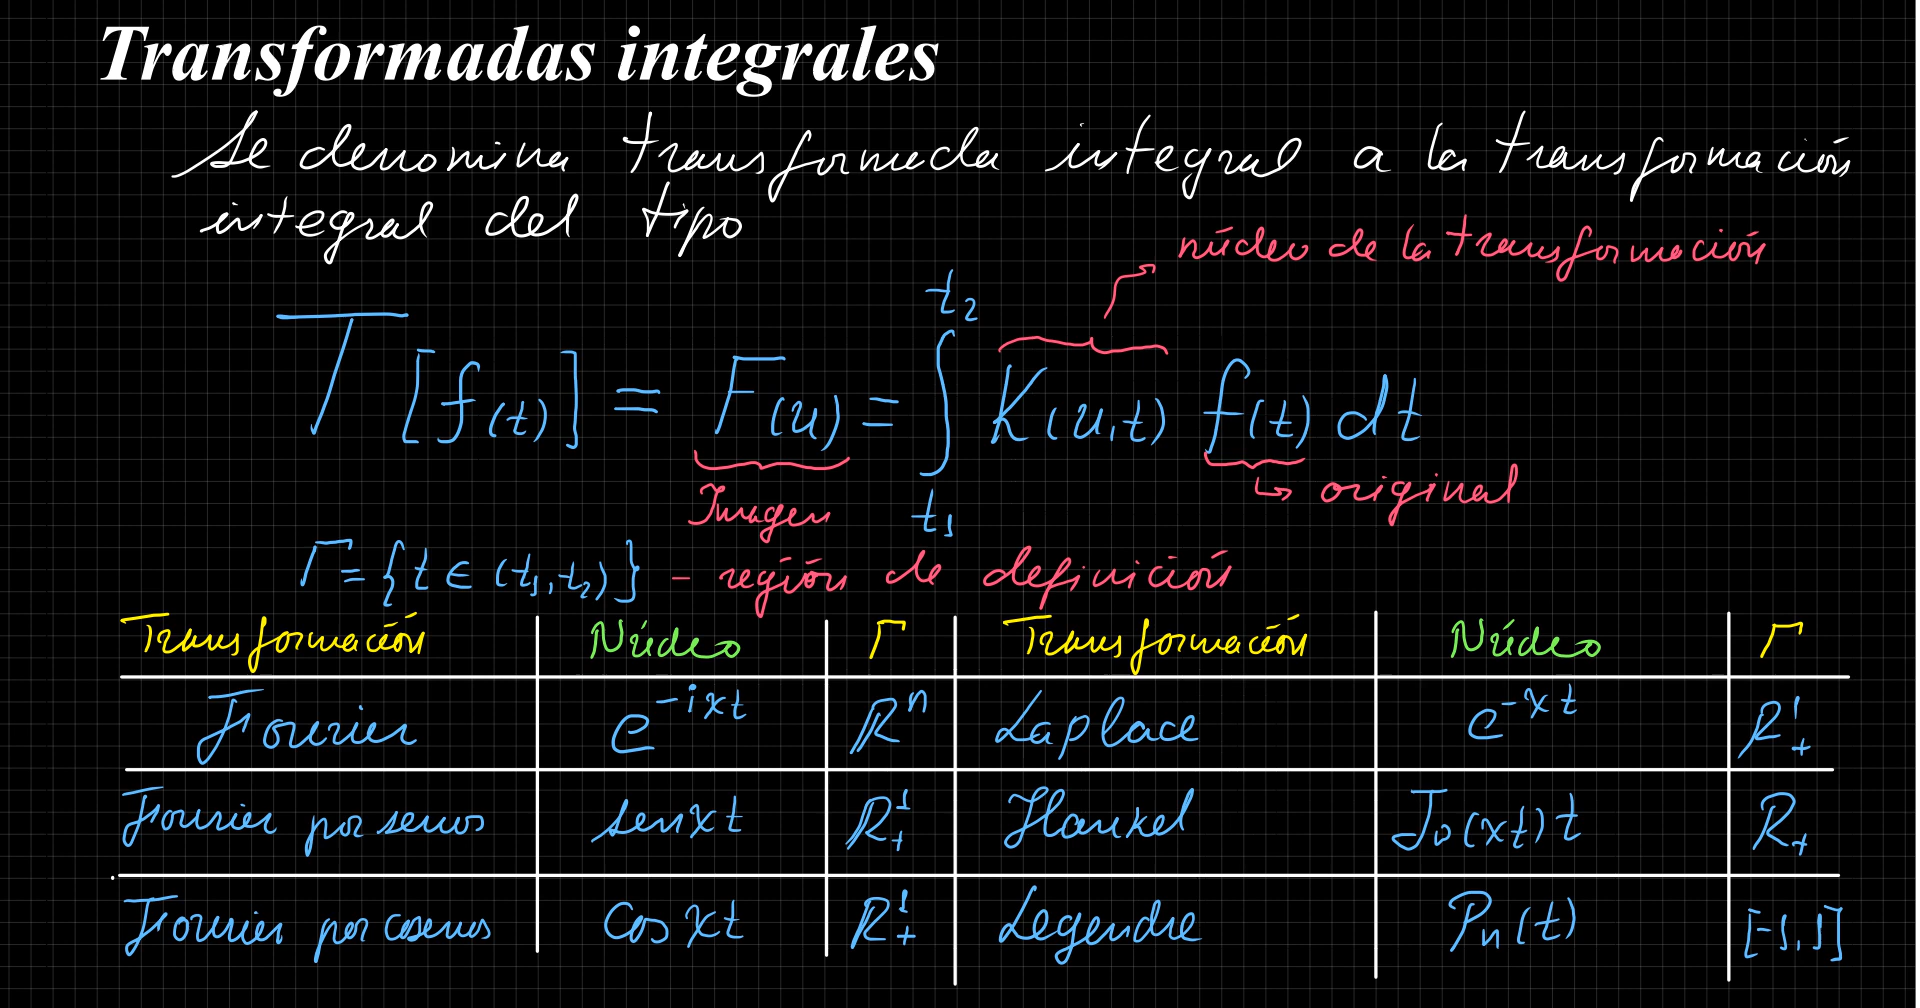 Transformadas integrales
Se denomina transformada integral a la transformación
integral del tipo
núcleo de la transformación
T[f(t)] = F(u) = ∫_{t₁}^{t₂} K(u,t) f(t) dt
Imagen
original
Γ = {t ∈ (t₁, t₂)} - región de definición
Transformación Núcleo Γ Transformación Núcleo Γ
Fourier e^{-ixt} ℝⁿ Laplace e^{-xt} ℝ¹₊
Fourier por senos sen xt ℝ¹₊ Hankel J_ν(xt)t ℝ₊
Fourier por cosenos Cos xt ℝ¹₊ Legendre Pₙ(t) [-1,1]